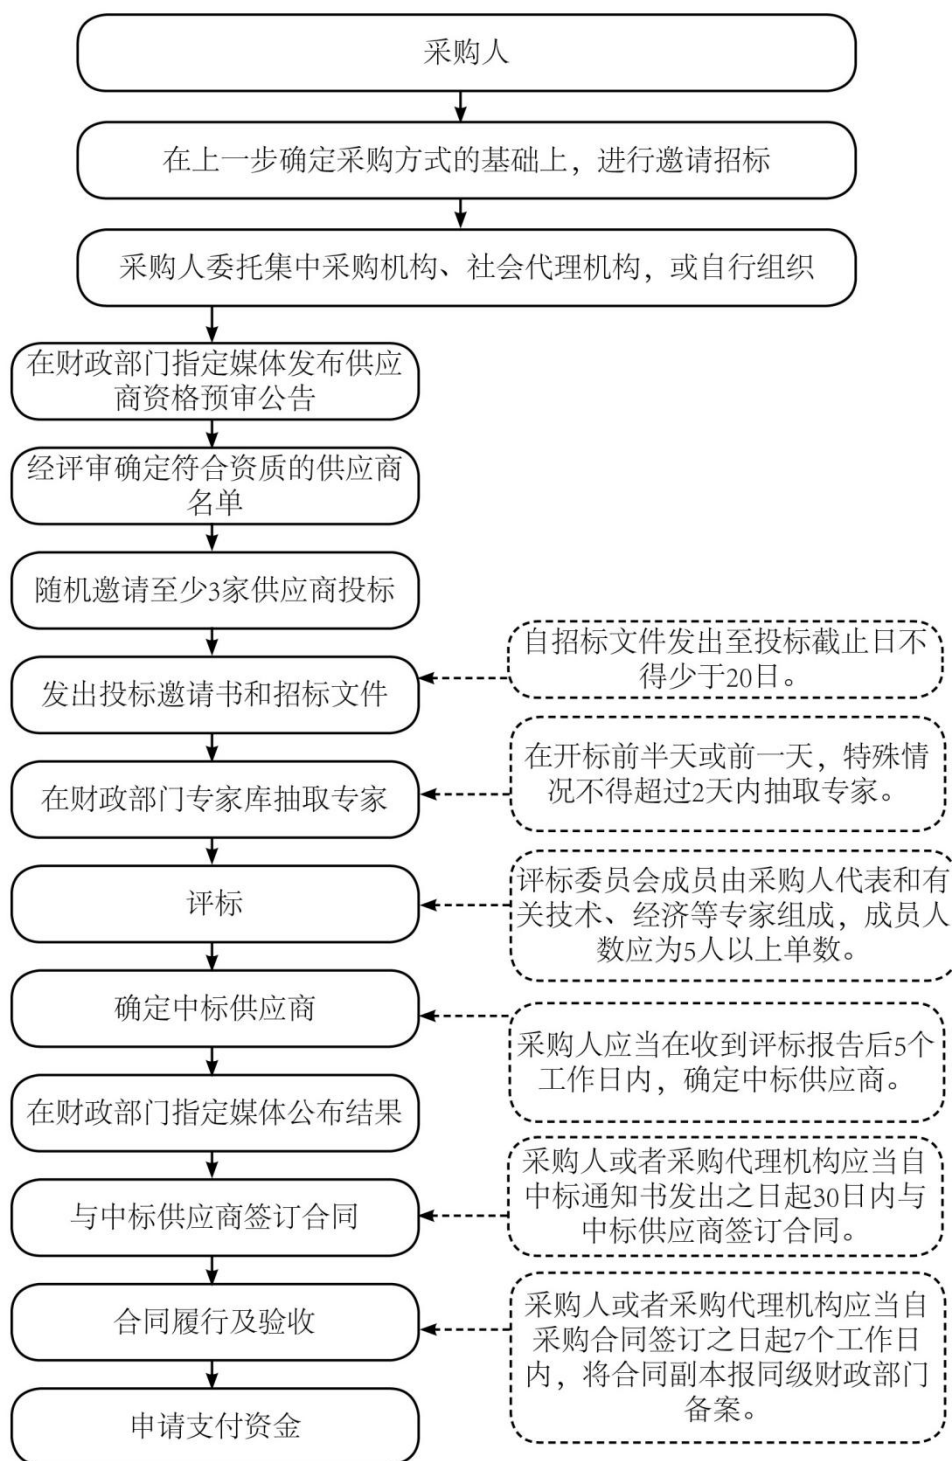 采购人
在上一步确定采购方式的基础上，进行邀请招标
采购人委托集中采购机构、社会代理机构，或自行组织
在财政部门指定媒体发布供应
商资格预审公告
经评审确定符合资质的供应商
名单
随机邀请至少3家供应商投标
发出投标邀请书和招标文件
自招标文件发出至投标截止日不
得少于20日。
在财政部门专家库抽取专家
在开标前半天或前一天，特殊情
况不得超过2天内抽取专家。
评标
评标委员会成员由采购人代表和有
关技术、经济等专家组成，成员人
数应为5人以上单数。
确定中标供应商
采购人应当在收到评标报告后5个
工作日内，确定中标供应商。
在财政部门指定媒体公布结果
与中标供应商签订合同
采购人或者采购代理机构应当自
中标通知书发出之日起30日内与
中标供应商签订合同。
合同履行及验收
采购人或者采购代理机构应当自
采购合同签订之日起7个工作日
内，将合同副本报同级财政部门
备案。
申请支付资金